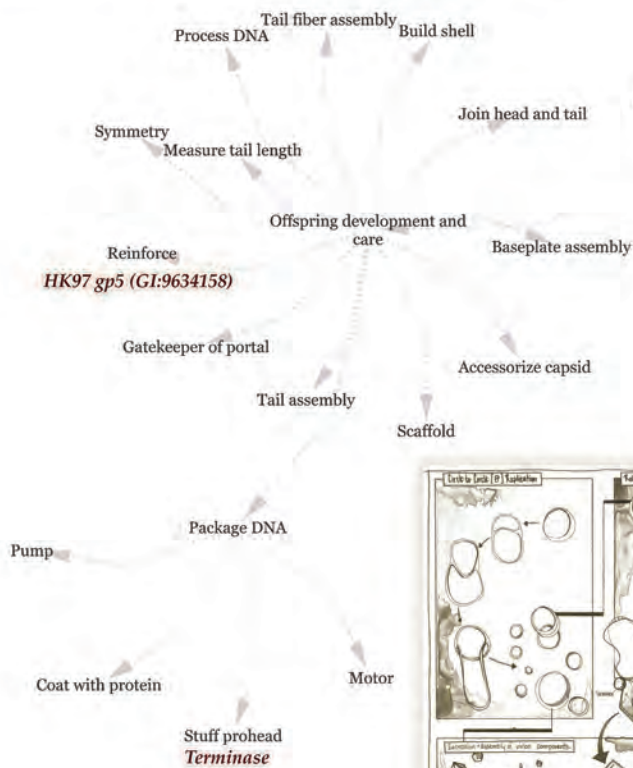 Tail fiber assembly
Process DNA
Build shell
Join head and tail
Symmetry
Measure tail length
Offspring development and
care
Baseplate assembly
Reinforce
HK97 gp5 (GI:9634158)
Gatekeeper of portal
Accessorize capsid
Tail assembly
Scaffold
Package DNA
Pump
Coat with protein
Motor
Stuff prohead
Terminase